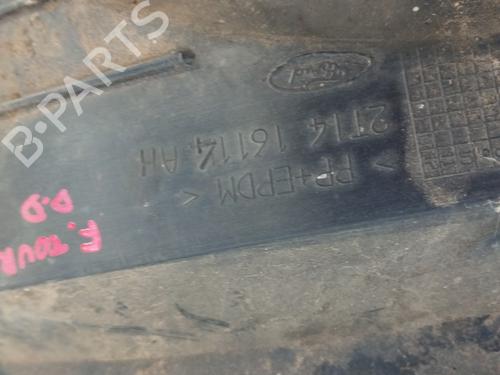 Ford
2T14 16114 AH
> PP+EPDM <
F. TOUR
D.D
B-PARTS